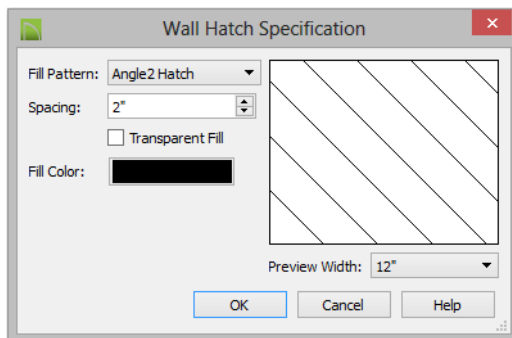 Wall Hatch Specification
Fill Pattern: Angle2 Hatch
Spacing: 2"
Transparent Fill
Fill Color:
Preview Width: 12"
OK Cancel Help